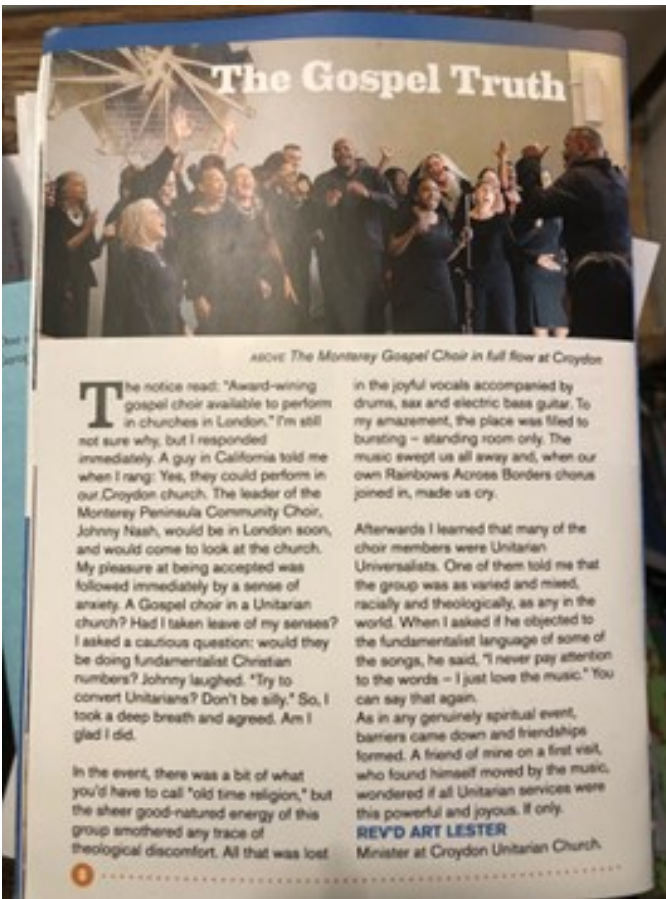 The Gospel Truth
ABOVE The Monterey Gospel Choir in full flow at Croydon
The notice read: "Award-wining
gospel choir available to perform
in churches in London." I'm still
not sure why, but I responded
immediately. A guy in California told me
when I rang: Yes, they could perform in
our Croydon church. The leader of the
Monterey Peninsula Community Choir,
Johnny Nash, would be in London soon,
and would come to look at the church.
My pleasure at being accepted was
followed immediately by a sense of
anxiety. A Gospel choir in a Unitarian
church? Had I taken leave of my senses?
I asked a cautious question: would they
be doing fundamentalist Christian
numbers? Johnny laughed. "Try to
convert Unitarians? Don't be silly." So, I
took a deep breath and agreed. Am I
glad I did.
In the event, there was a bit of what
you'd have to call "old time religion," but
the sheer good-natured energy of this
group smothered any trace of
theological discomfort. All that was lost
in the joyful vocals accompanied by
drums, sax and electric bass guitar. To
my amazement, the place was filled to
bursting – standing room only. The
music swept us all away and, when our
own Rainbows Across Borders chorus
joined in, made us cry.
Afterwards I learned that many of the
choir members were Unitarian
Universalists. One of them told me that
the group was as varied and mixed,
racially and theologically, as any in the
world. When I asked if he objected to
the fundamentalist language of some of
the songs, he said, "I never pay attention
to the words – I just love the music." You
can say that again.
As in any genuinely spiritual event,
barriers came down and friendships
formed. A friend of mine on a first visit,
who found himself moved by the music,
wondered if all Unitarian services were
this powerful and joyous. If only.
REV'D ART LESTER
Minister at Croydon Unitarian Church.